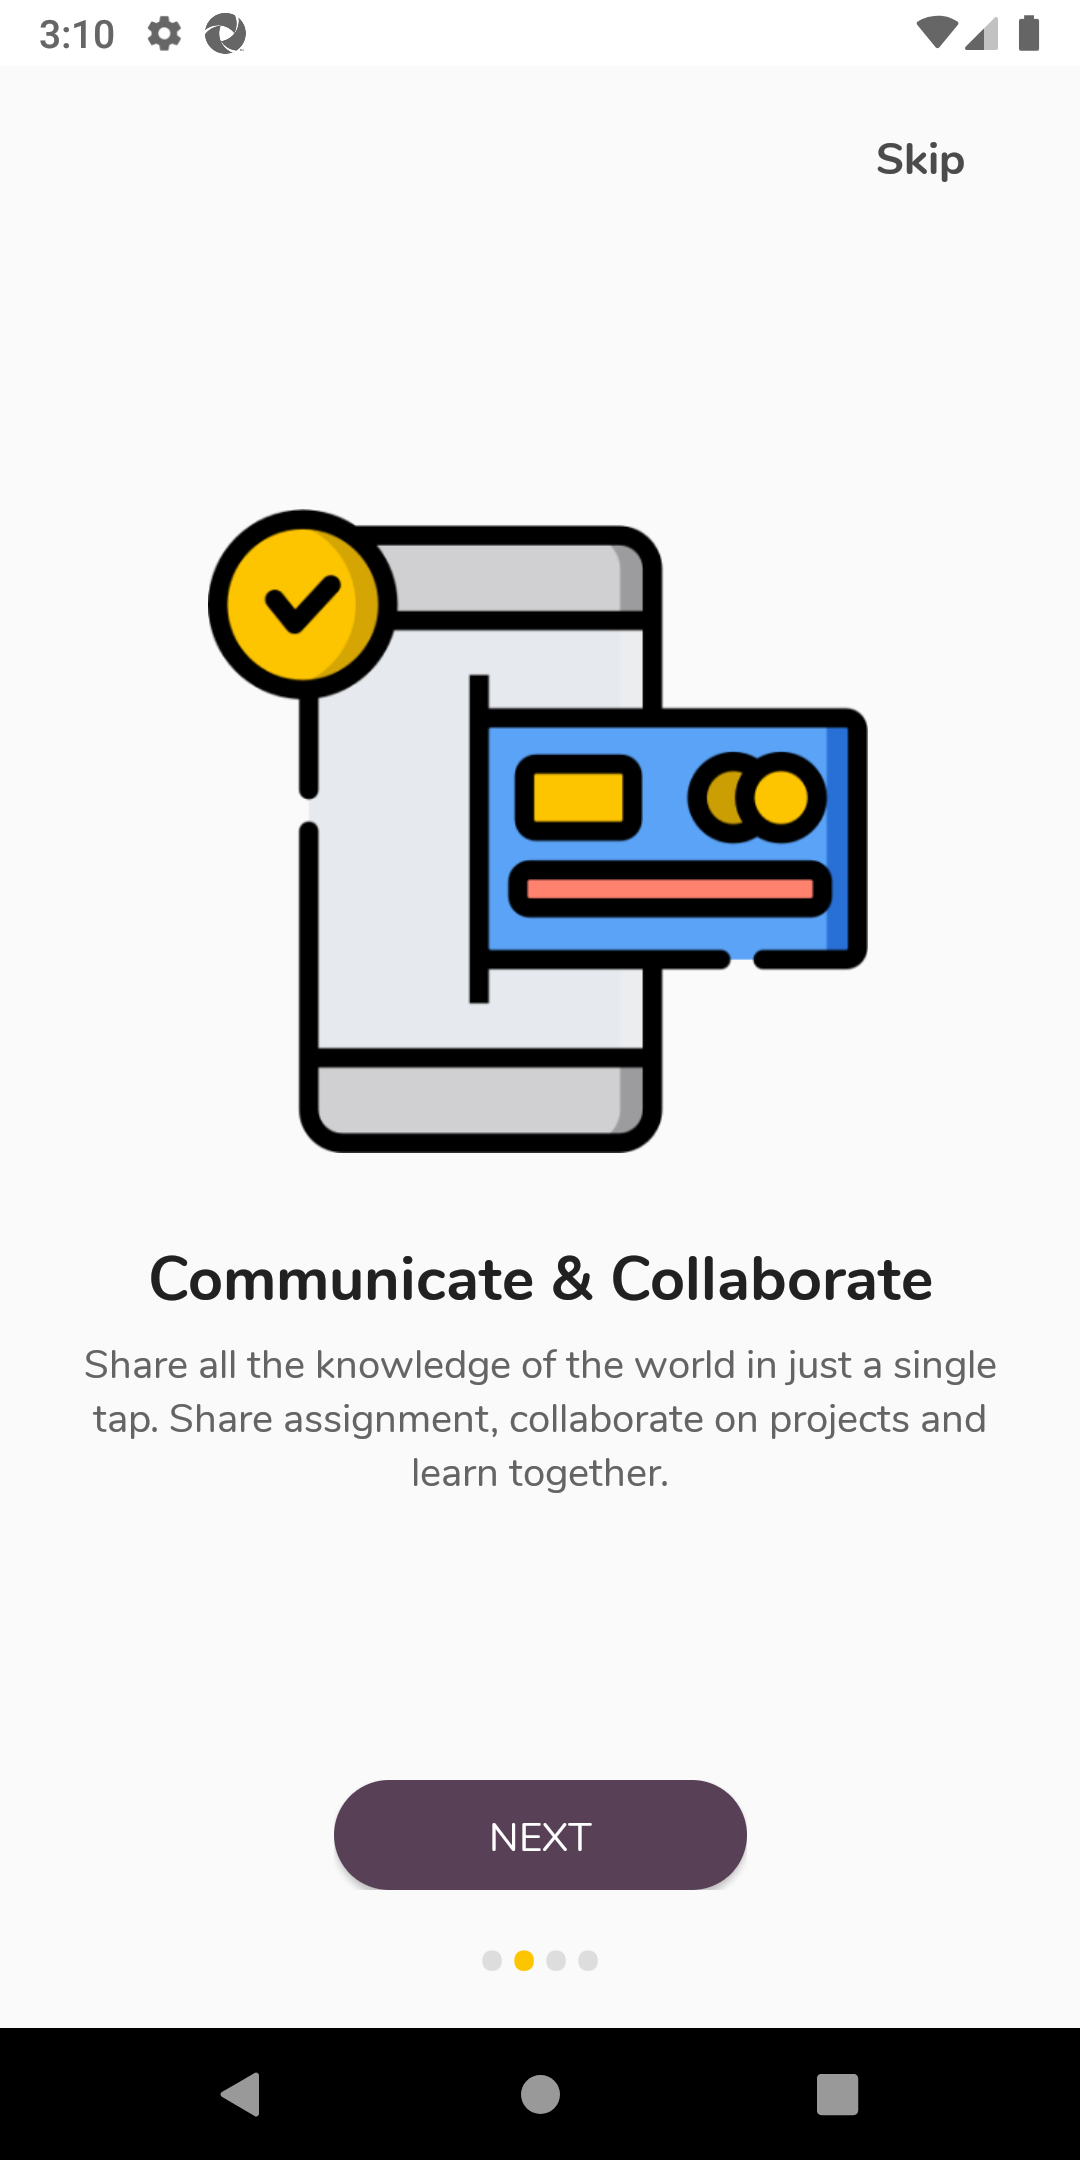 3:10
Skip
Communicate & Collaborate
Share all the knowledge of the world in just a single
tap. Share assignment, collaborate on projects and
learn together.
NEXT